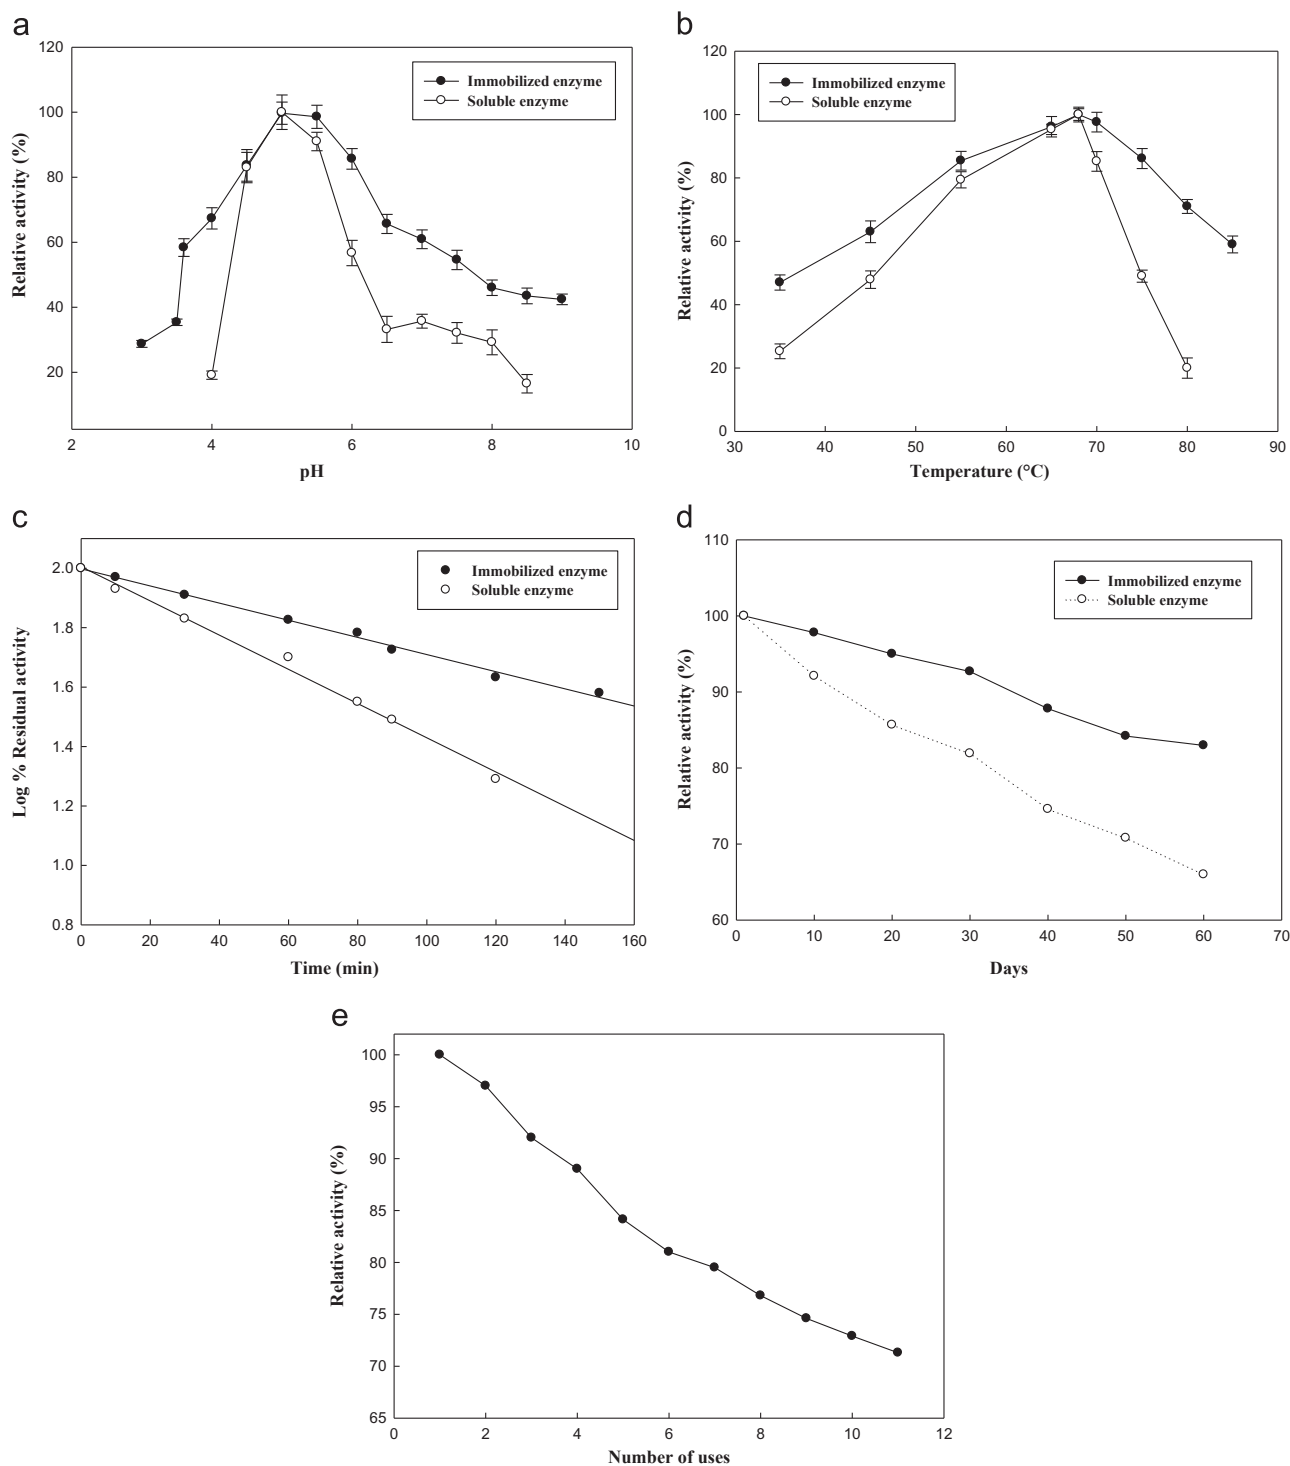 a
120
100
80
60
40
20
Relative activity (%)
Immobilized enzyme
Soluble enzyme
2 4 6 8 10
pH
b
120
100
80
60
40
20
0
Relative activity (%)
Immobilized enzyme
Soluble enzyme
30 40 50 60 70 80 90
Temperature (°C)
c
2.0
1.8
1.6
1.4
1.2
1.0
0.8
Log % Residual activity
Immobilized enzyme
Soluble enzyme
0 20 40 60 80 100 120 140 160
Time (min)
d
110
100
90
80
70
60
Relative activity (%)
Immobilized enzyme
Soluble enzyme
0 10 20 30 40 50 60 70
Days
e
100
95
90
85
80
75
70
65
Relative activity (%)
0 2 4 6 8 10 12
Number of uses